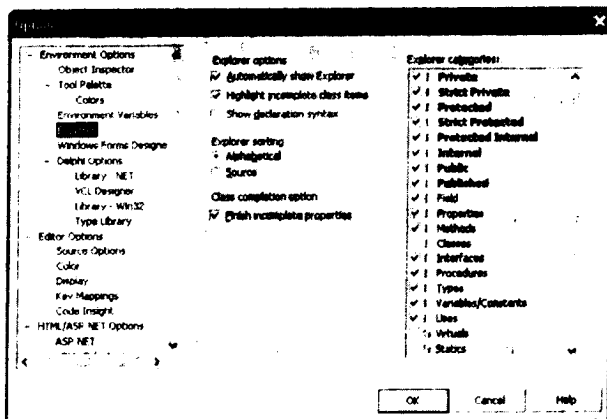 Options
Environment Options
Object Inspector
Tool Palette
Colors
Environment Variables
Windows Forms Designe
Delphi Options
Library - .NET
VCL Designer
Library - Win32
Type Library
Editor Options
Source Options
Color
Display
Key Mappings
Code Insight
HTML/ASP.NET Options
ASP.NET
Explorer options
Automatically show Explorer
Highlight incomplete class items
Show declaration syntax
Explorer sorting
Alphabetical
Source
Class completion option
Finish incomplete properties
Explorer categories:
Private
Strict Private
Protected
Strict Protected
Protected Internal
Internal
Public
Published
Field
Properties
Methods
Classes
Interfaces
Procedures
Types
Variables/Constants
Uses
Virtuals
Statics
OK
Cancel
Help